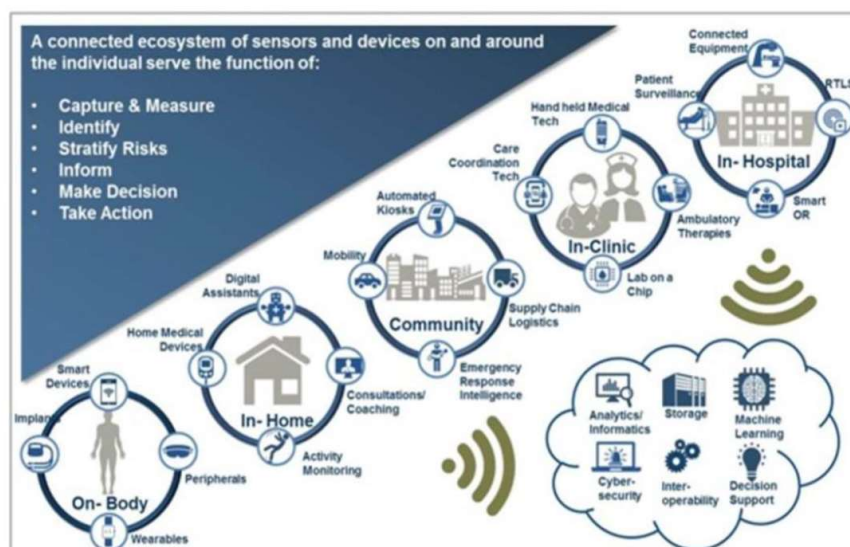 A connected ecosystem of sensors and devices on and around
the individual serve the function of:
• Capture & Measure
• Identify
• Stratify Risks
• Inform
• Make Decision
• Take Action
Connected
Equipment
Patient
Surveillance
RTLS
In- Hospital
Smart
OR
Hand held Medical
Tech
Care
Coordination
Tech
In-Clinic
Ambulatory
Therapies
Lab on a
Chip
Automated
Kiosks
Mobility
Community
Supply Chain
Logistics
Emergency
Response
Intelligence
Digital
Assistants
Home Medical
Devices
In- Home
Consultations/
Coaching
Activity
Monitoring
Smart
Devices
Implants
On- Body
Peripherals
Wearables
Analytics/
Informatics
Storage
Machine
Learning
Cyber-
security
Inter-
operability
Decision
Support